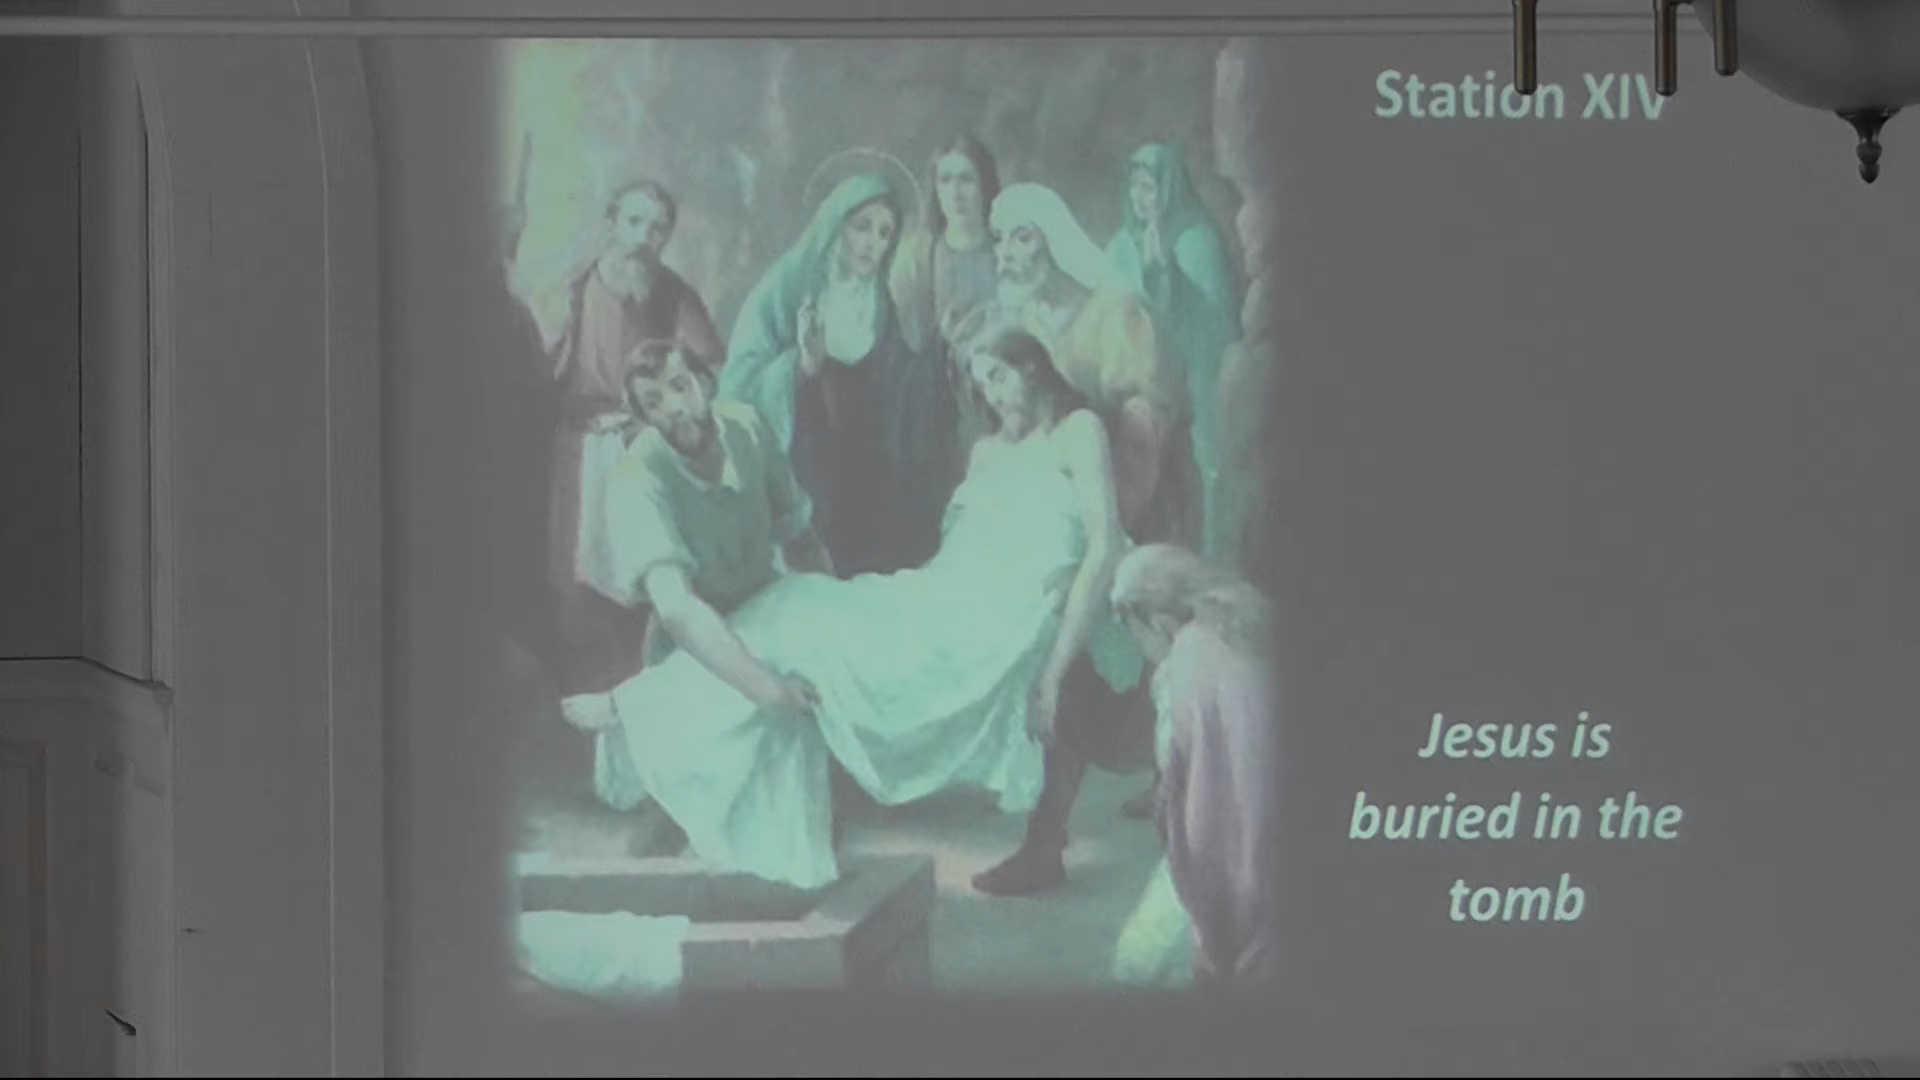 Station XIV
Jesus is
buried in the
tomb